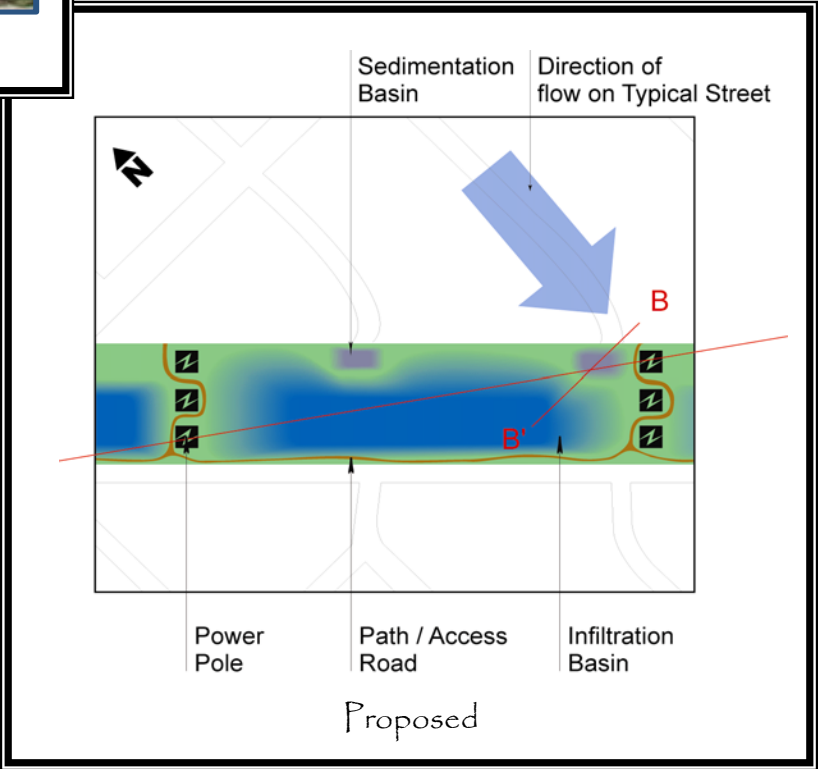 Sedimentation
Basin
Direction of
flow on Typical Street
N
B
B'
Power
Pole
Path / Access
Road
Infiltration
Basin
Proposed